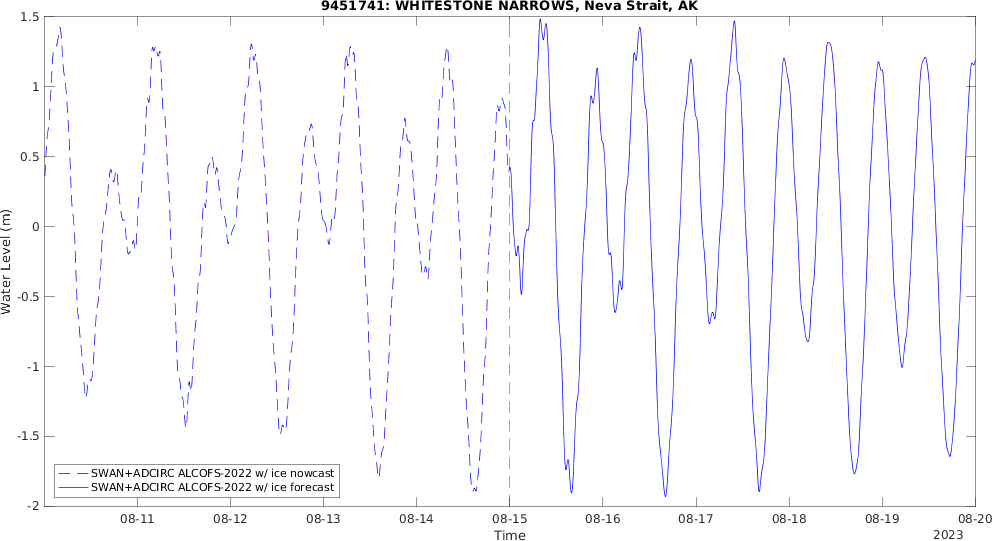 9451741: WHITESTONE NARROWS, Neva Strait, AK
1.5
1
0.5
0
-0.5
-1
-1.5
-2
Water Level (m)
SWAN+ADCIRC ALCOFS-2022 w/ ice nowcast
SWAN+ADCIRC ALCOFS-2022 w/ ice forecast
08-11 08-12 08-13 08-14 08-15 08-16 08-17 08-18 08-19 08-20
Time
2023